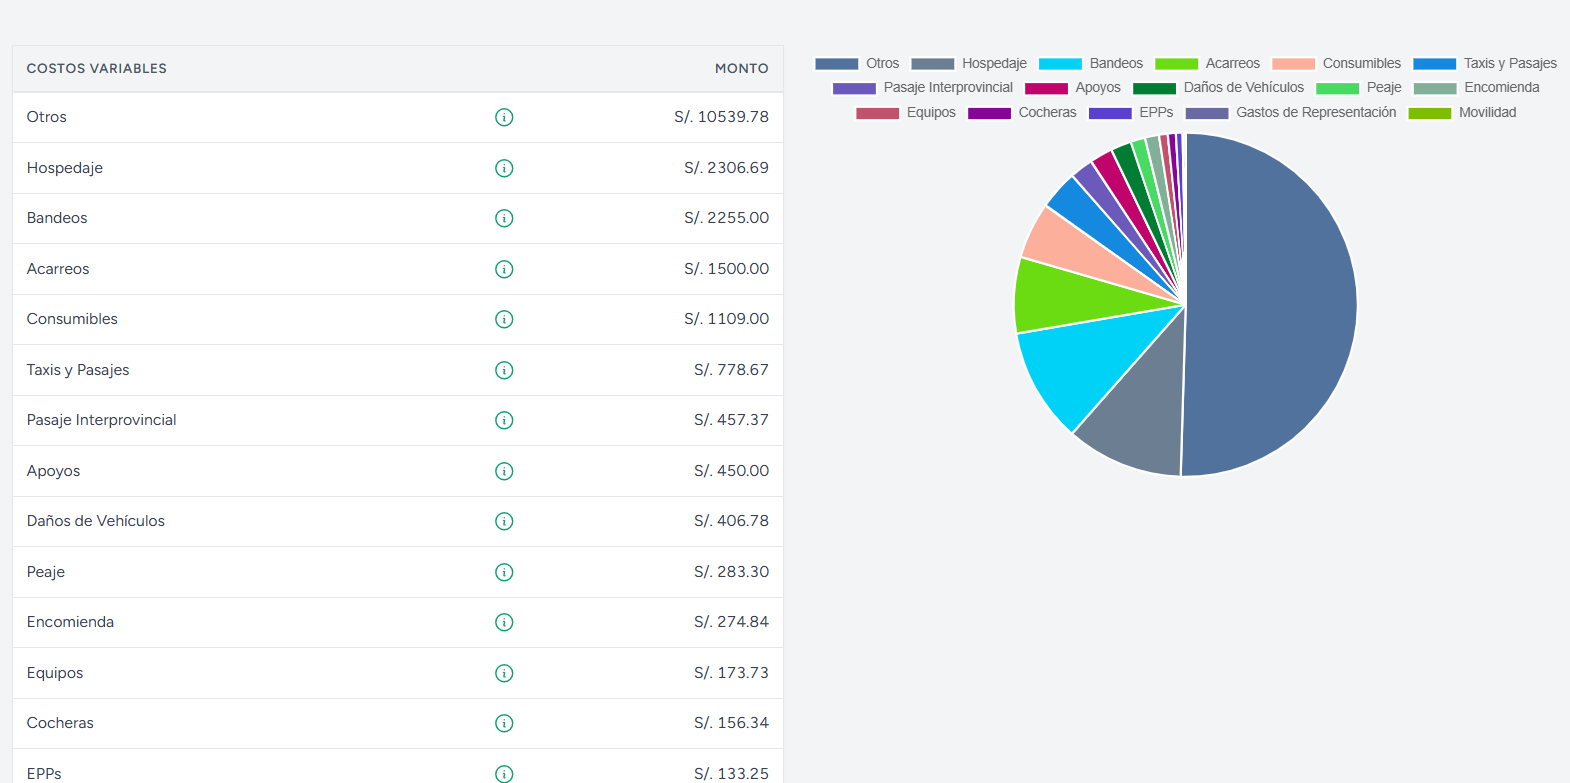 COSTOS VARIABLES MONTO
Otros S/. 10539.78
Hospedaje S/. 2306.69
Bandeos S/. 2255.00
Acarreos S/. 1500.00
Consumibles S/. 1109.00
Taxis y Pasajes S/. 778.67
Pasaje Interprovincial S/. 457.37
Apoyos S/. 450.00
Daños de Vehículos S/. 406.78
Peaje S/. 283.30
Encomienda S/. 274.84
Equipos S/. 173.73
Cocheras S/. 156.34
EPPs S/. 133.25
Otros Hospedaje Bandeos Acarreos Consumibles Taxis y Pasajes
Pasaje Interprovincial Apoyos Daños de Vehículos Peaje Encomienda
Equipos Cocheras EPPs Gastos de Representación Movilidad